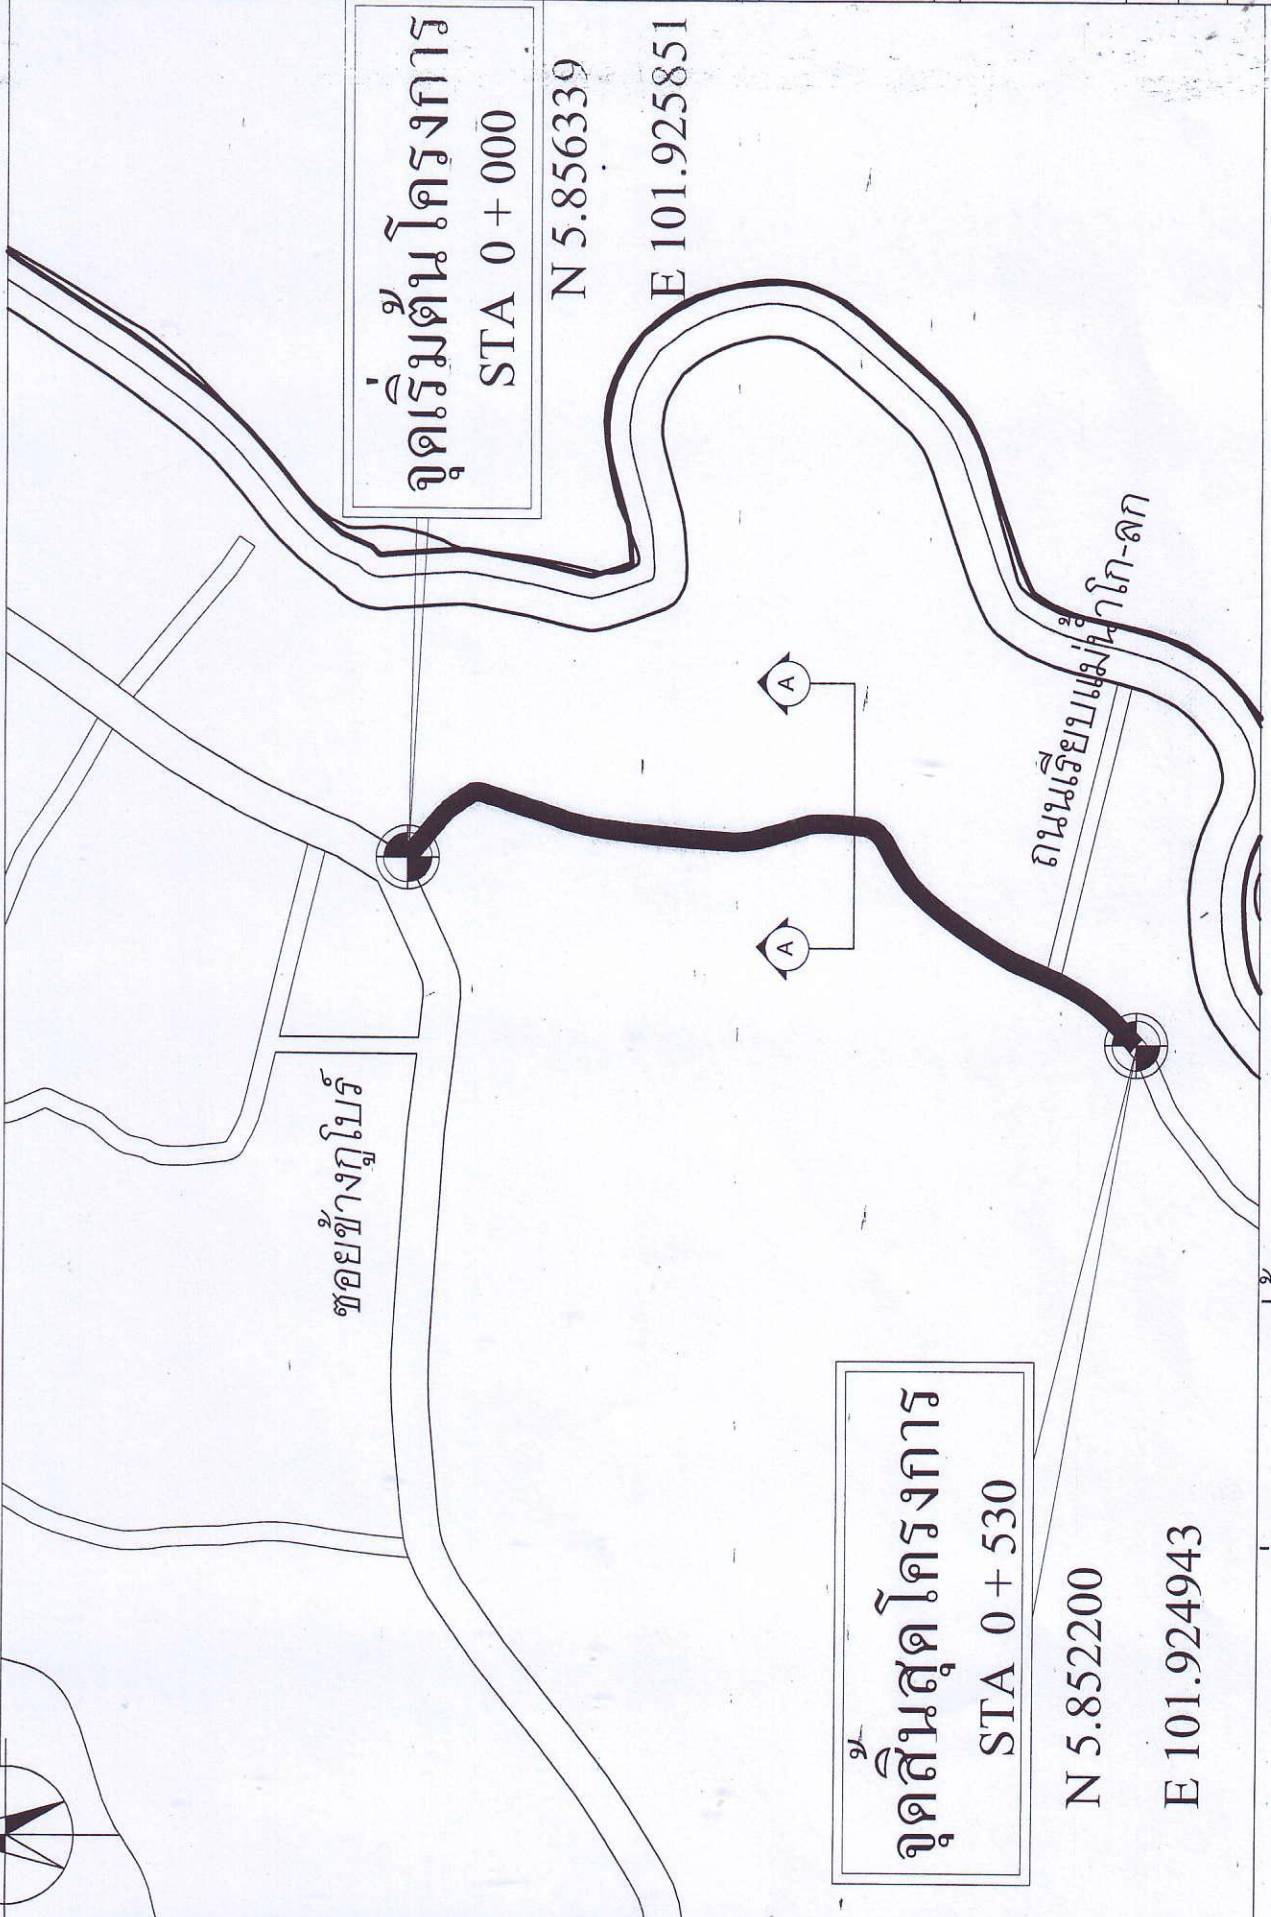 จุดเริ่มต้นโครงการ
STA 0 + 000
N 5.856339
E 101.925851
ซอยข้างกูโบร์
A
A
ถนนเรียบแม่น้ำโก-ลก
จุดสิ้นสุดโครงการ
STA 0 + 530
N 5.852200
E 101.924943